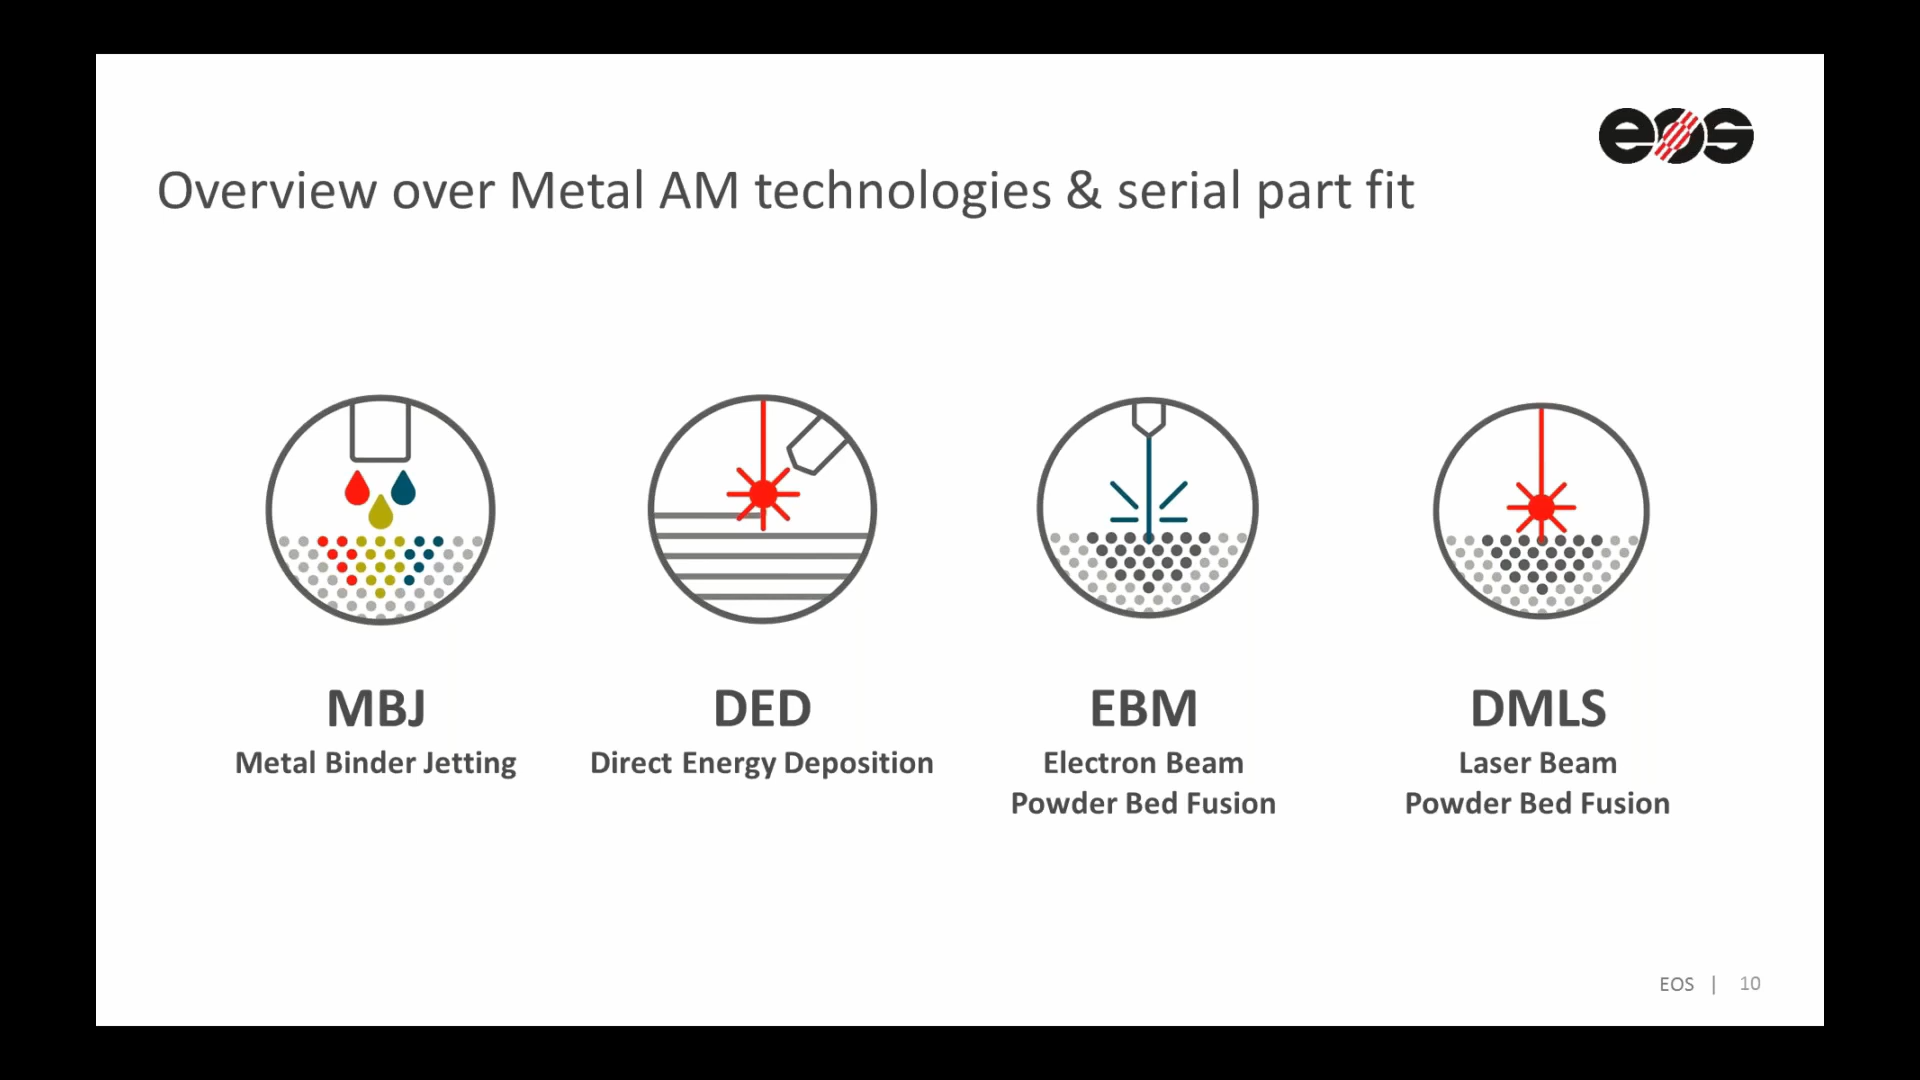 eos
Overview over Metal AM technologies & serial part fit
MBJ
Metal Binder Jetting
DED
Direct Energy Deposition
EBM
Electron Beam
Powder Bed Fusion
DMLS
Laser Beam
Powder Bed Fusion
EOS | 10